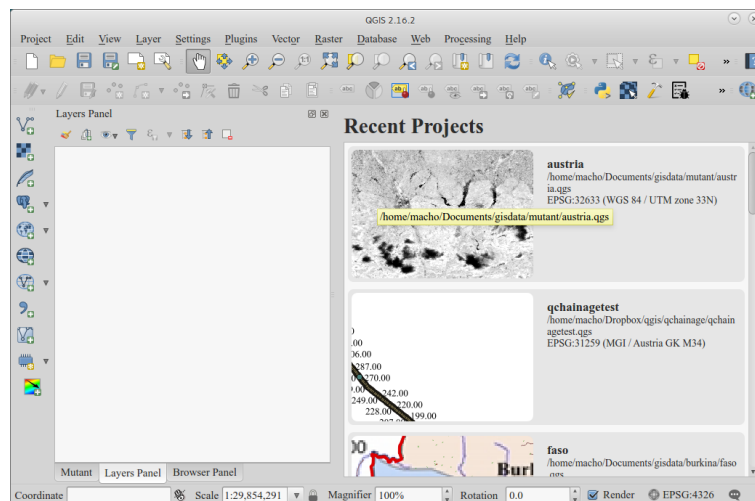 QGIS 2.16.2
Project Edit View Layer Settings Plugins Vector Raster Database Web Processing Help
Layers Panel
Recent Projects
austria
/home/macho/Documents/gisdata/mutant/austr
ia.qgs
EPSG:32633 (WGS 84 / UTM zone 33N)
/home/macho/Documents/gisdata/mutant/austria.qgs
qchainagetest
/home/macho/Dropbox/qgis/qchainage/qchain
agetest.qgs
EPSG:31259 (MGI / Austria GK M34)
287.00
270.00
249.00
242.00
228.00
220.00
199.00
faso
/home/macho/Documents/gisdata/burkina/faso
Burl
Mutant Layers Panel Browser Panel
Coordinate Scale 1:29,854,291 Magnifier 100% Rotation 0.0 Render EPSG:4326